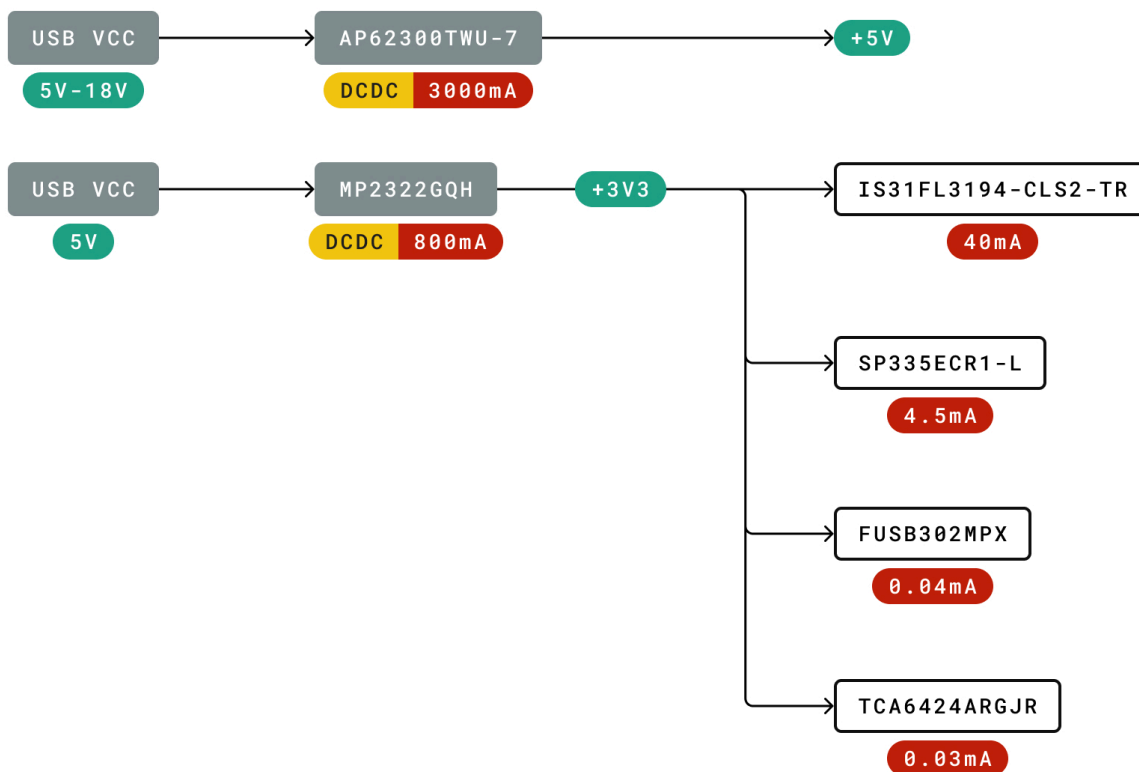 USB VCC
AP62300TWU-7
+5V
5V-18V
DCDC 3000mA
USB VCC
MP2322GQH
+3V3
IS31FL3194-CLS2-TR
5V
DCDC 800mA
40mA
SP335ECR1-L
4.5mA
FUSB302MPX
0.04mA
TCA6424ARGJR
0.03mA